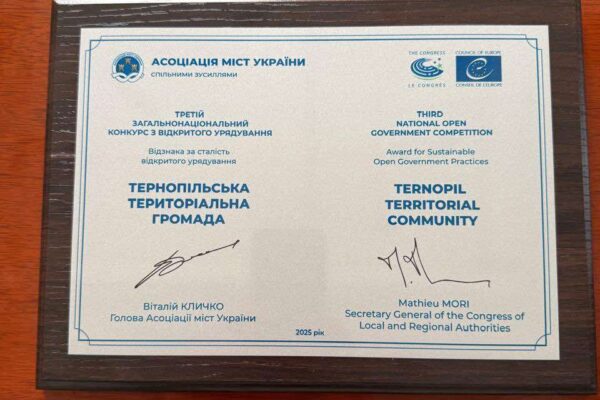 АСОЦІАЦІЯ МІСТ УКРАЇНИ
СПІЛЬНИМИ ЗУСИЛЛЯМИ
THE CONGRESS
LE CONGRÈS
COUNCIL OF EUROPE
CONSEIL DE L'EUROPE
ТРЕТІЙ
ЗАГАЛЬНОНАЦІОНАЛЬНИЙ
КОНКУРС З ВІДКРИТОГО УРЯДУВАННЯ
Відзнака за сталість
відкритого урядування
ТЕРНОПІЛЬСЬКА
ТЕРИТОРІАЛЬНА
ГРОМАДА
Віталій КЛИЧКО
Голова Асоціації міст України
THIRD
NATIONAL OPEN
GOVERNMENT COMPETITION
Award for Sustainable
Open Government Practices
TERNOPIL
TERRITORIAL
COMMUNITY
Mathieu MORI
Secretary General of the Congress of
Local and Regional Authorities
2025 рік